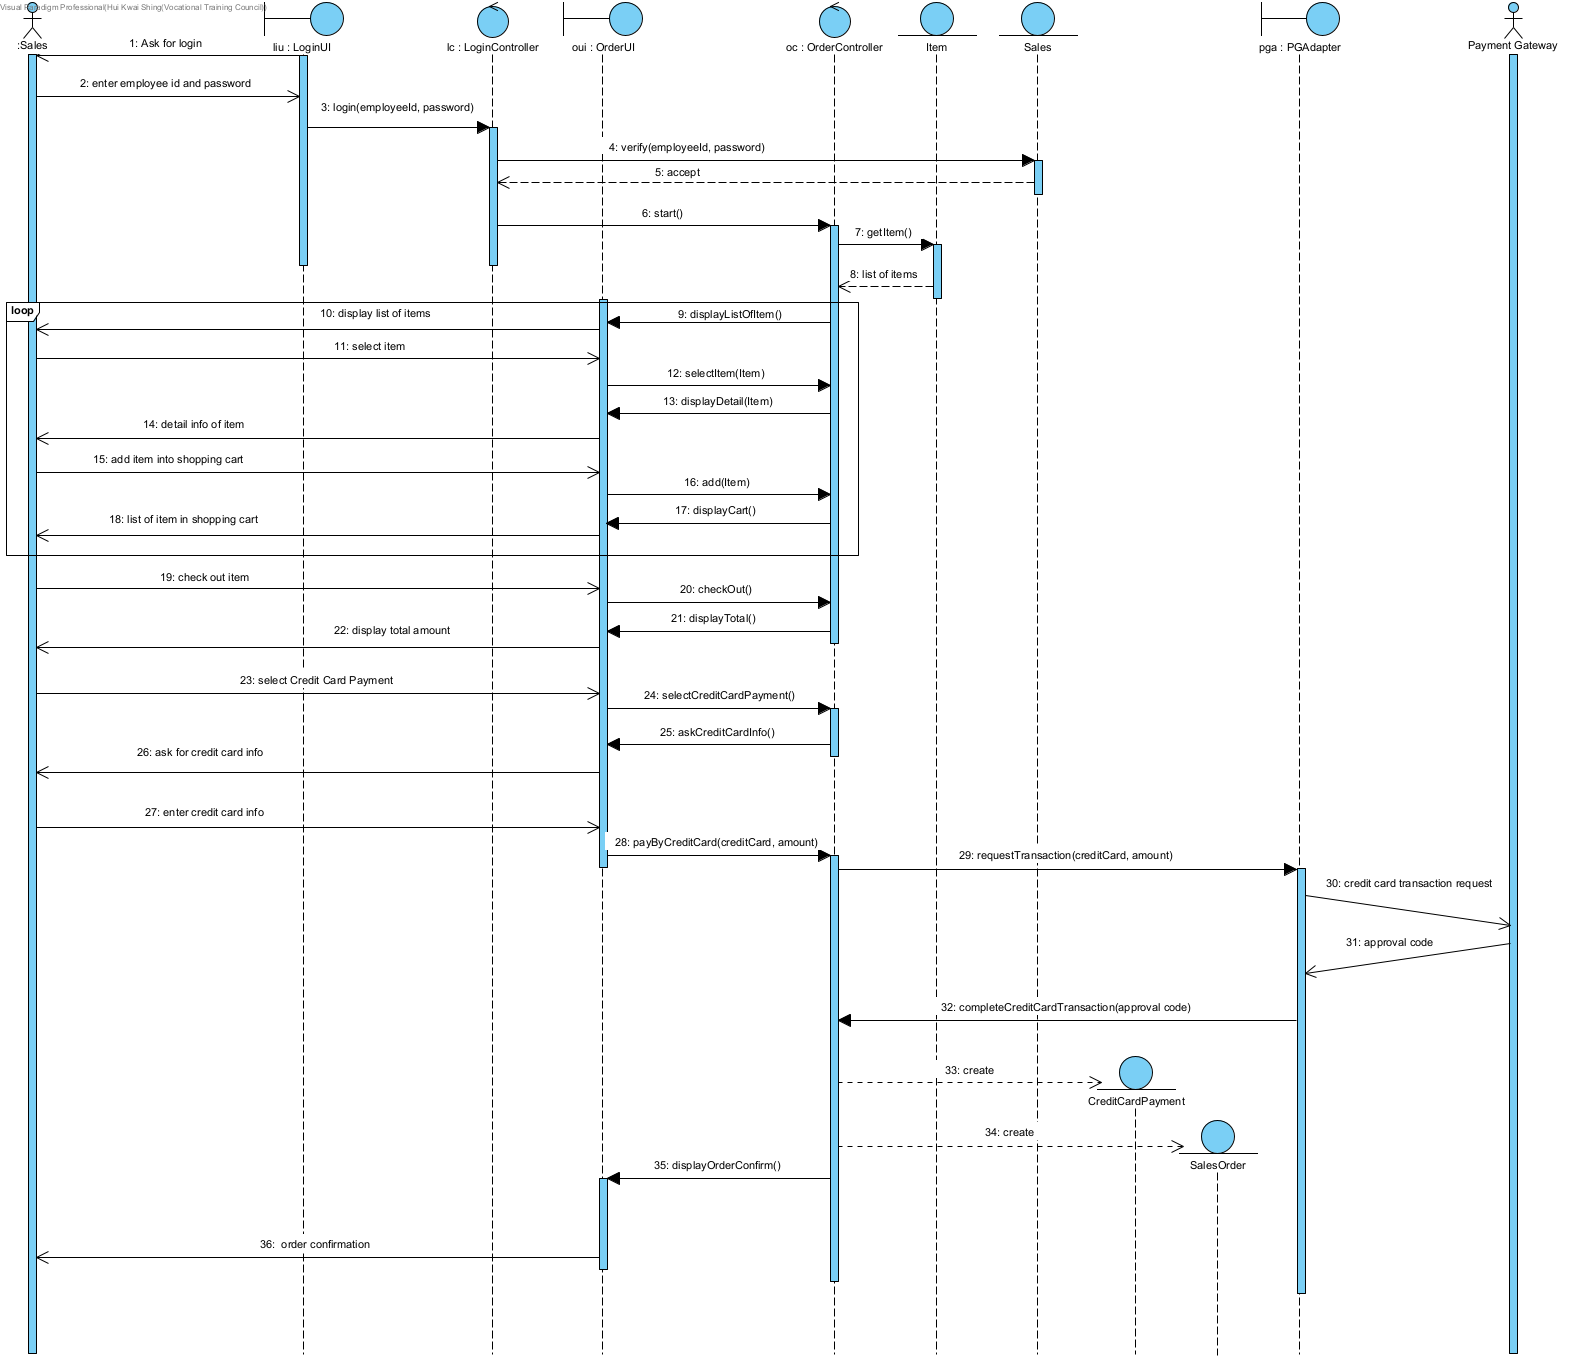 Visual Paradigm Professional(Hui Kwai Shing(Vocational Training Council))
:Sales
liu : LoginUI
lc : LoginController
oui : OrderUI
oc : OrderController
Item
Sales
pga : PGAdapter
Payment Gateway
1: Ask for login
2: enter employee id and password
3: login(employeeId, password)
4: verify(employeeId, password)
5: accept
6: start()
7: getItem()
8: list of items
loop
9: displayListOfItem()
10: display list of items
11: select item
12: selectItem(Item)
13: displayDetail(Item)
14: detail info of item
15: add item into shopping cart
16: add(Item)
17: displayCart()
18: list of item in shopping cart
19: check out item
20: checkOut()
21: displayTotal()
22: display total amount
23: select Credit Card Payment
24: selectCreditCardPayment()
25: askCreditCardInfo()
26: ask for credit card info
27: enter credit card info
28: payByCreditCard(creditCard, amount)
29: requestTransaction(creditCard, amount)
30: credit card transaction request
31: approval code
32: completeCreditCardTransaction(approval code)
33: create
CreditCardPayment
34: create
SalesOrder
35: displayOrderConfirm()
36: order confirmation